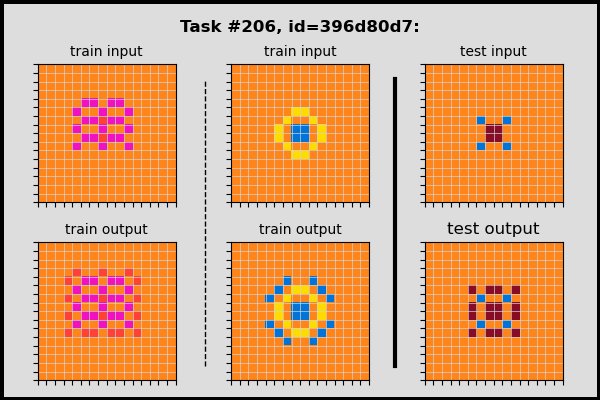 Task #206, id=396d80d7:
train input
train input
test input
train output
train output
test output